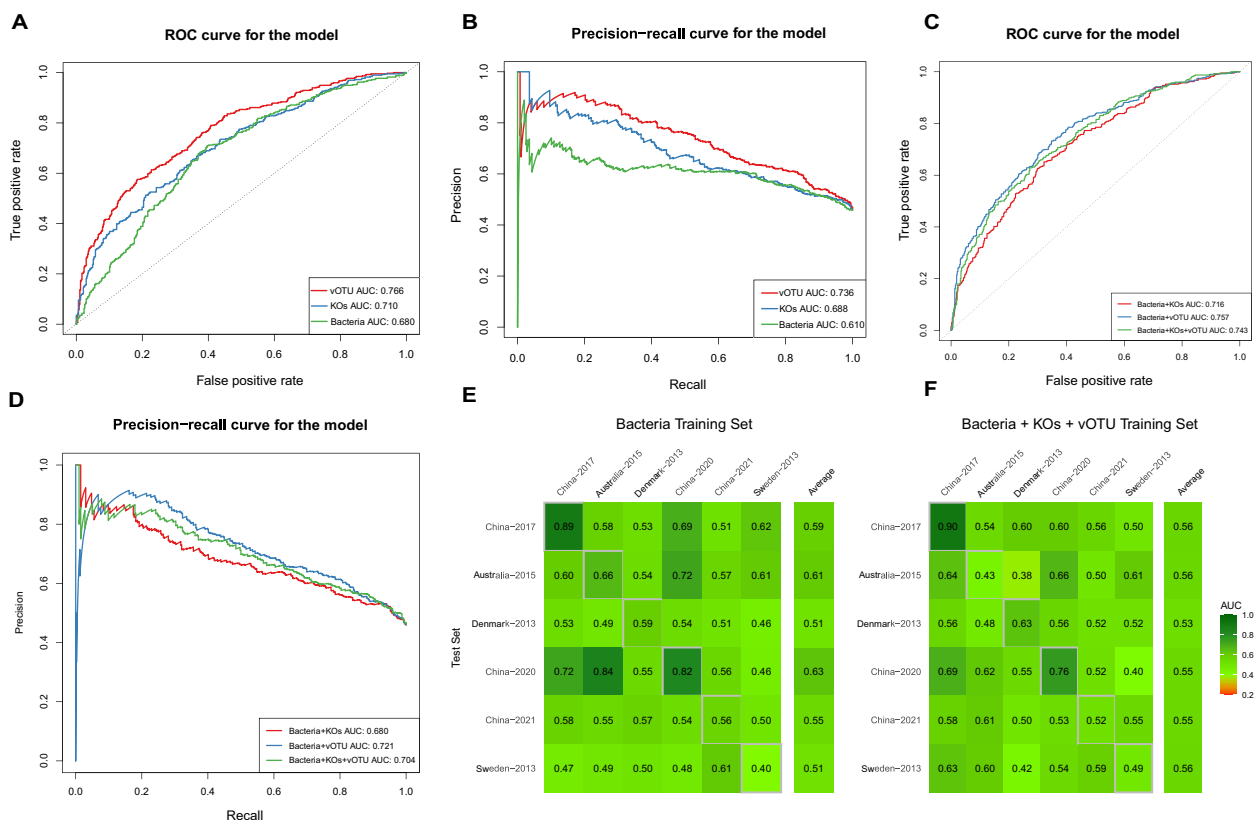 A
ROC curve for the model
True positive rate
1.0
0.8
0.6
0.4
0.2
0.0
vOTU AUC: 0.766
KOs AUC: 0.710
Bacteria AUC: 0.680
0.0 0.2 0.4 0.6 0.8 1.0
False positive rate
B
Precision−recall curve for the model
Precision
1.0
0.8
0.6
0.4
0.2
0.0
vOTU AUC: 0.736
KOs AUC: 0.688
Bacteria AUC: 0.610
0.0 0.2 0.4 0.6 0.8 1.0
Recall
C
ROC curve for the model
True positive rate
1.0
0.8
0.6
0.4
0.2
0.0
Bacteria+KOs AUC: 0.716
Bacteria+vOTU AUC: 0.757
Bacteria+KOs+vOTU AUC: 0.743
0.0 0.2 0.4 0.6 0.8 1.0
False positive rate
D
Precision−recall curve for the model
Precision
1.0
0.8
0.6
0.4
0.2
0.0
Bacteria+KOs AUC: 0.680
Bacteria+vOTU AUC: 0.721
Bacteria+KOs+vOTU AUC: 0.704
0.0 0.2 0.4 0.6 0.8 1.0
Recall
E
Bacteria Training Set
China−2017 Australia−2015 Denmark−2013 China−2020 China−2021 Sweden−2013 Average
Test Set
China−2017 0.89 0.58 0.53 0.69 0.51 0.62 0.59
Australia−2015 0.60 0.66 0.54 0.72 0.57 0.61 0.61
Denmark−2013 0.53 0.49 0.59 0.54 0.51 0.46 0.51
China−2020 0.72 0.84 0.55 0.82 0.56 0.46 0.63
China−2021 0.58 0.55 0.57 0.54 0.56 0.50 0.55
Sweden−2013 0.47 0.49 0.50 0.48 0.61 0.40 0.51
F
Bacteria + KOs + vOTU Training Set
China−2017 Australia−2015 Denmark−2013 China−2020 China−2021 Sweden−2013 Average
China−2017 0.90 0.54 0.60 0.60 0.56 0.50 0.56
Australia−2015 0.64 0.43 0.38 0.66 0.50 0.61 0.56
Denmark−2013 0.56 0.48 0.63 0.56 0.52 0.52 0.53
China−2020 0.69 0.62 0.55 0.76 0.52 0.40 0.55
China−2021 0.58 0.61 0.50 0.53 0.52 0.55 0.55
Sweden−2013 0.63 0.60 0.42 0.54 0.59 0.49 0.56
AUC
1.0
0.8
0.6
0.4
0.2